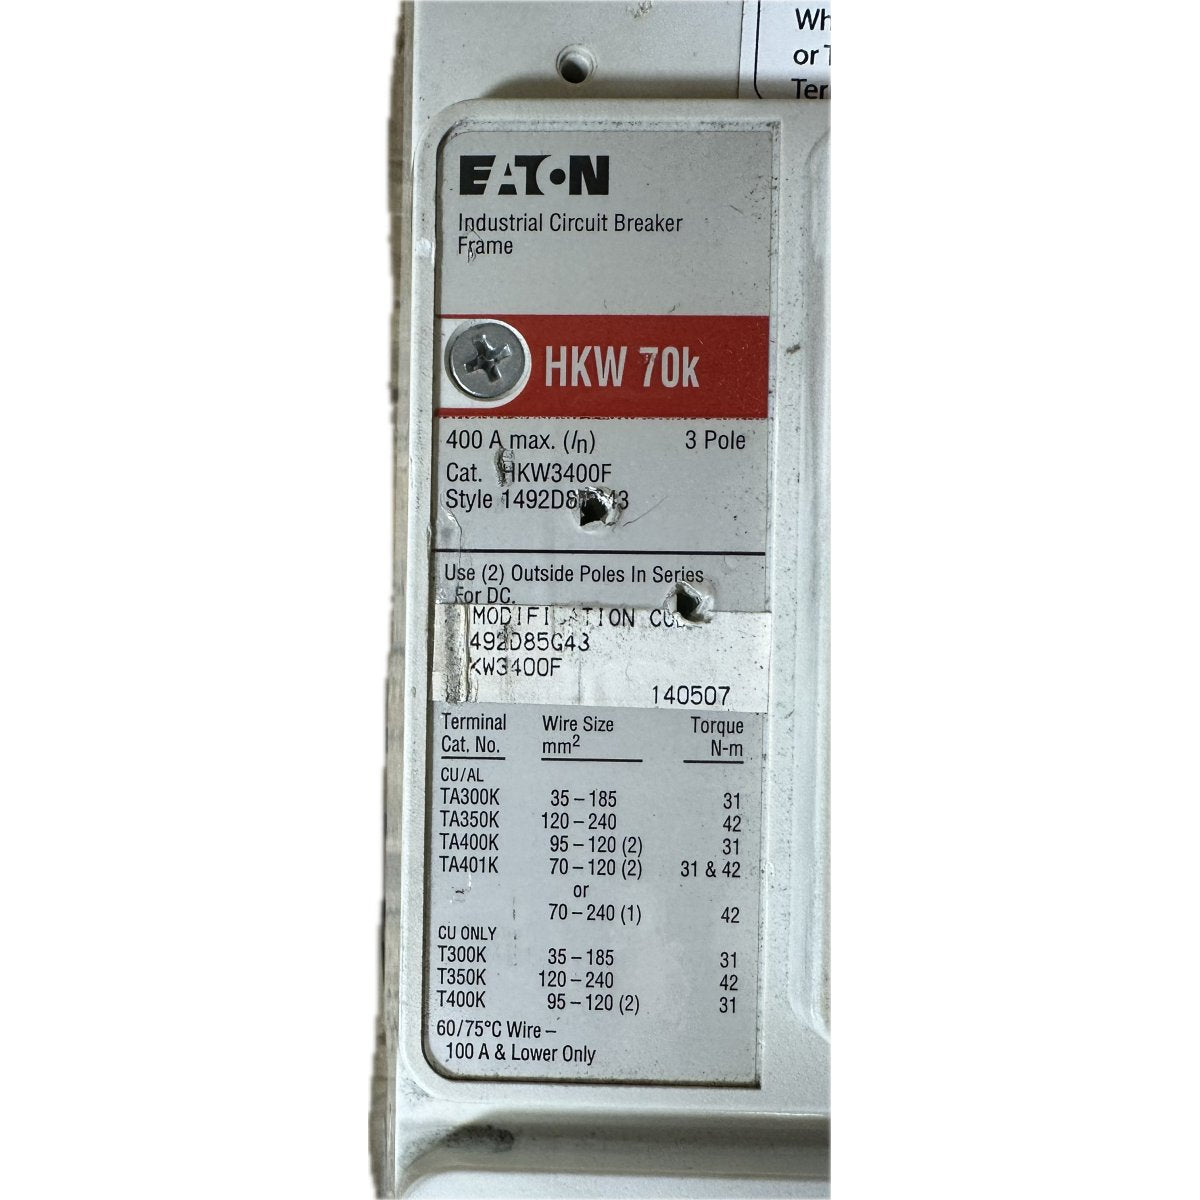 Wh
or T
Ter
EATON
Industrial Circuit Breaker
Frame
HKW 70k
400 A max. (In) 3 Pole
Cat. HKW3400F
Style
Use (2) Outside Poles In Series
For DC.
492D85G43
KW3400F
140507
Terminal Wire Size Torque
Cat. No. mm2 N-m
CU/AL
TA300K 35 – 185 31
TA350K 120 – 240 42
TA400K 95 – 120 (2) 31
TA401K 70 – 120 (2) 31 & 42
or
70 – 240 (1) 42
CU ONLY
T300K 35 – 185 31
T350K 120 – 240 42
T400K 95 – 120 (2) 31
60/75°C Wire –
100 A & Lower Only